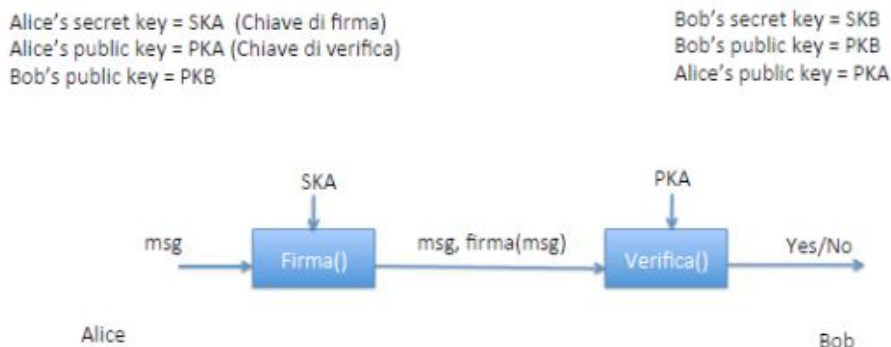 Alice's secret key = SKA (Chiave di firma)
Alice's public key = PKA (Chiave di verifica)
Bob's public key = PKB
Bob's secret key = SKB
Bob's public key = PKB
Alice's public key = PKA
SKA
PKA
msg
Firma()
msg, firma(msg)
Verifica()
Yes/No
Alice
Bob